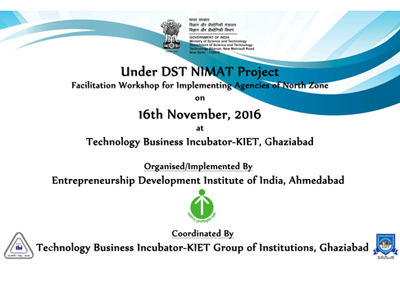 भारत सरकार
विज्ञान और प्रौद्योगिकी मंत्रालय
विज्ञान और प्रौद्योगिकी विभाग
GOVERNMENT OF INDIA
Ministry of Science and Technology
Department of Science and Technology
Technology Bhavan, New Mehrauli Road
New Delhi -
Under DST NIMAT Project
Facilitation Workshop for Implementing Agencies of North Zone
on
16th November, 2016
at
Technology Business Incubator-KIET, Ghaziabad
Organised/Implemented By
Entrepreneurship Development Institute of India, Ahmedabad
Coordinated By
Technology Business Incubator-KIET Group of Institutions, Ghaziabad